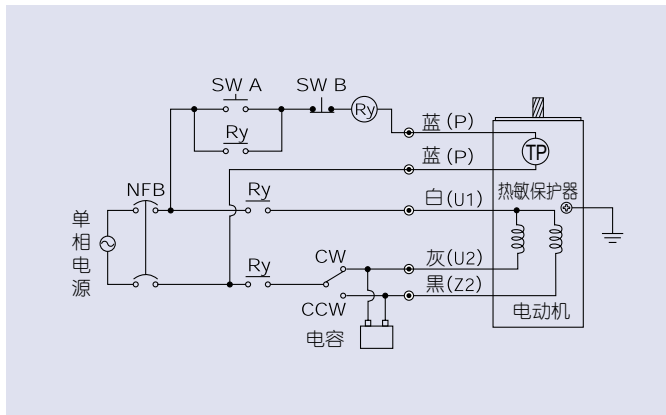 SW A
SW B
Ry
Ry
蓝(P)
TP
蓝(P)
热敏保护器
NFB
Ry
白(U1)
单相电源
CW
灰(U2)
Ry
黑(Z2)
CCW
电动机
电容